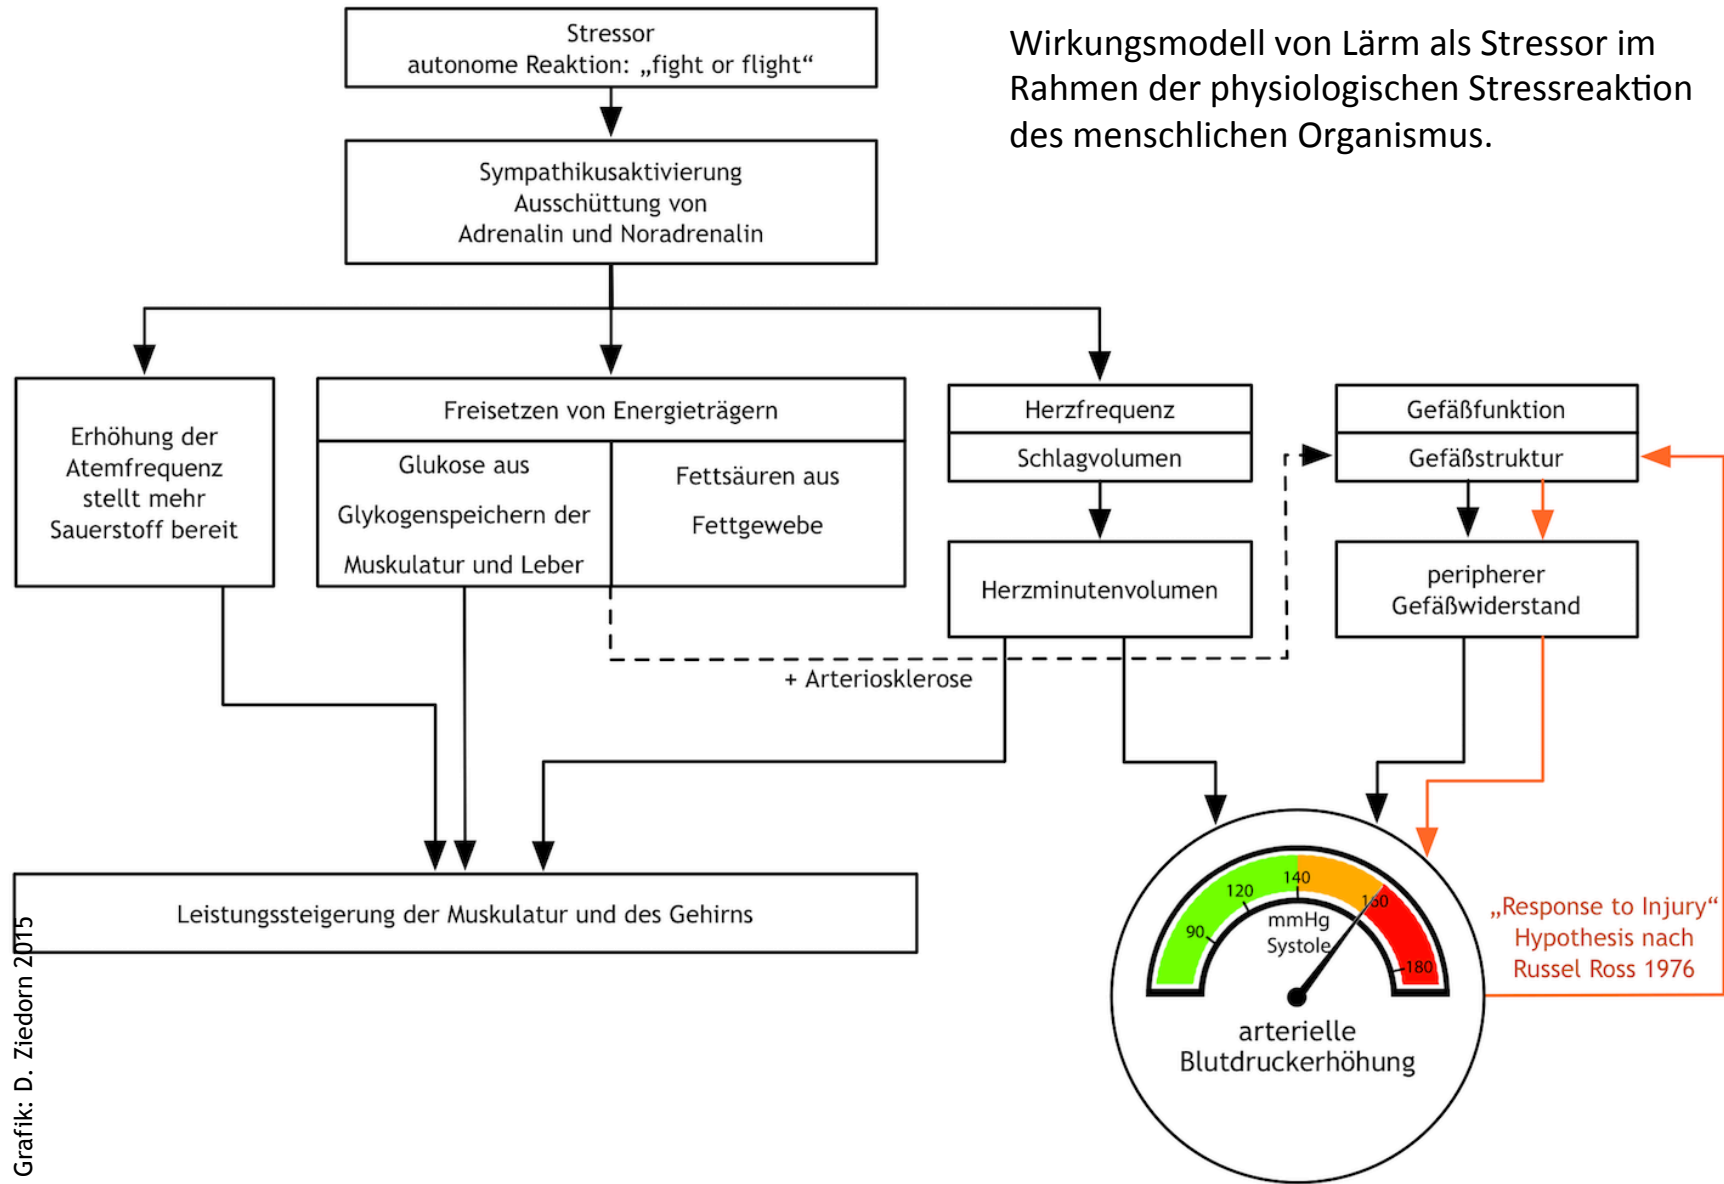 Wirkungsmodell von Lärm als Stressor im
Rahmen der physiologischen Stressreaktion
des menschlichen Organismus.
Stressor
autonome Reaktion: „fight or flight“
Sympathikusaktivierung
Ausschüttung von
Adrenalin und Noradrenalin
Erhöhung der
Atemfrequenz
stellt mehr
Sauerstoff bereit
Freisetzen von Energieträgern
Glukose aus
Glykogenspeichern der
Muskulatur und Leber
Fettsäuren aus
Fettgewebe
Herzfrequenz
Schlagvolumen
Herzminutenvolumen
Gefäßfunktion
Gefäßstruktur
peripherer
Gefäßwiderstand
+ Arteriosklerose
Leistungssteigerung der Muskulatur und des Gehirns
90
120
140
160
180
mmHg
Systole
arterielle
Blutdruckerhöhung
„Response to Injury“
Hypothesis nach
Russel Ross 1976
Grafik: D. Ziedorn 2015